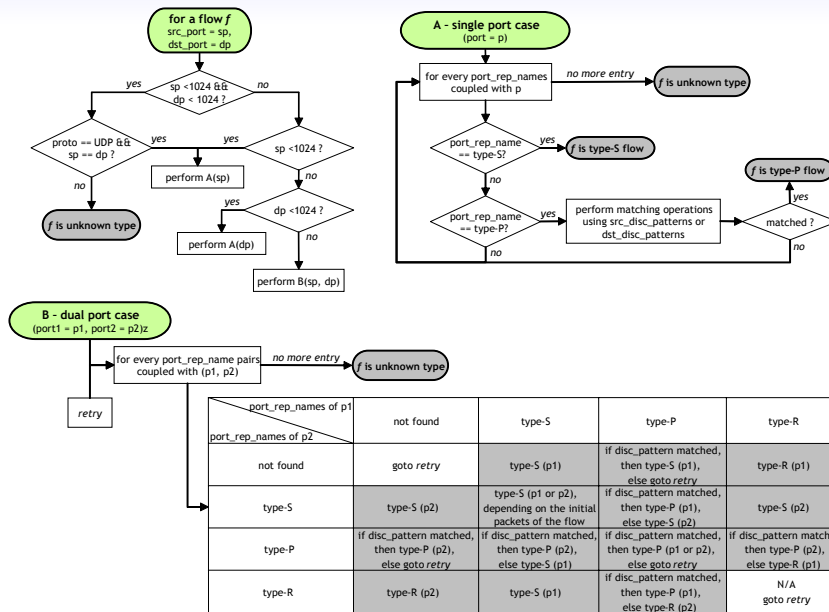 for a flow f
src_port = sp,
dst_port = dp
yes
sp <1024 &&
dp < 1024 ?
no
proto == UDP &&
sp == dp ?
yes
yes
sp <1024 ?
perform A(sp)
no
no
f is unknown type
yes
dp <1024 ?
perform A(dp)
no
perform B(sp, dp)
A - single port case
(port = p)
for every port_rep_names
coupled with p
no more entry
f is unknown type
port_rep_name
== type-S?
yes
f is type-S flow
no
f is type-P flow
port_rep_name
== type-P?
yes
perform matching operations
using src_disc_patterns or
dst_disc_patterns
yes
matched ?
no
no
B - dual port case
(port1 = p1, port2 = p2)z
for every port_rep_name pairs
coupled with (p1, p2)
no more entry
f is unknown type
retry
port_rep_names of p1
port_rep_names of p2
not found
type-S
type-P
type-R
not found
goto retry
type-S (p1)
if disc_pattern matched,
then type-S (p1),
else goto retry
type-R (p1)
type-S
type-S (p2)
type-S (p1 or p2),
depending on the initial
packets of the flow
if disc_pattern matched,
then type-P (p1),
else type-S (p2)
type-S (p2)
type-P
if disc_pattern matched,
then type-P (p2),
else goto retry
if disc_pattern matched,
then type-P (p2),
else type-S (p1)
if disc_pattern matched,
then type-P (p1 or p2),
else goto retry
if disc_pattern match
then type-P (p2),
else type-R (p1)
type-R
type-R (p2)
type-S (p1)
if disc_pattern matched,
then type-P (p1),
else type-R (p2)
N/A
goto retry